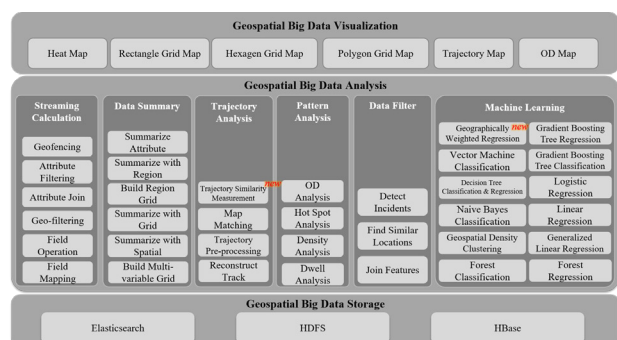 Geospatial Big Data Visualization
Heat Map
Rectangle Grid Map
Hexagen Grid Map
Polygon Grid Map
Trajectory Map
OD Map
Geospatial Big Data Analysis
Streaming
Calculation
Geofencing
Attribute
Filtering
Attribute Join
Geo-filtering
Field
Operation
Field
Mapping
Data Summary
Summarize
Attribute
Summarize with
Region
Build Region
Grid
Summarize with
Grid
Summarize with
Spatial
Build Multi-
variable Grid
Trajectory
Analysis
new
Trajectory Similarity
Measurement
Map
Matching
Trajectory
Pre-processing
Reconstruct
Track
Pattern
Analysis
OD
Analysis
Hot Spot
Analysis
Density
Analysis
Dwell
Analysis
Data Filter
Detect
Incidents
Find Similar
Locations
Join Features
Machine Learning
Geographically new
Weighted Regression
Vector Machine
Classification
Decision Tree
Classification & Regression
Naive Bayes
Classification
Geospatial Density
Clustering
Forest
Classification
Gradient Boosting
Tree Regression
Gradient Boosting
Tree Classification
Logistic
Regression
Linear
Regression
Generalized
Linear Regression
Forest
Regression
Geospatial Big Data Storage
Elasticsearch
HDFS
HBase